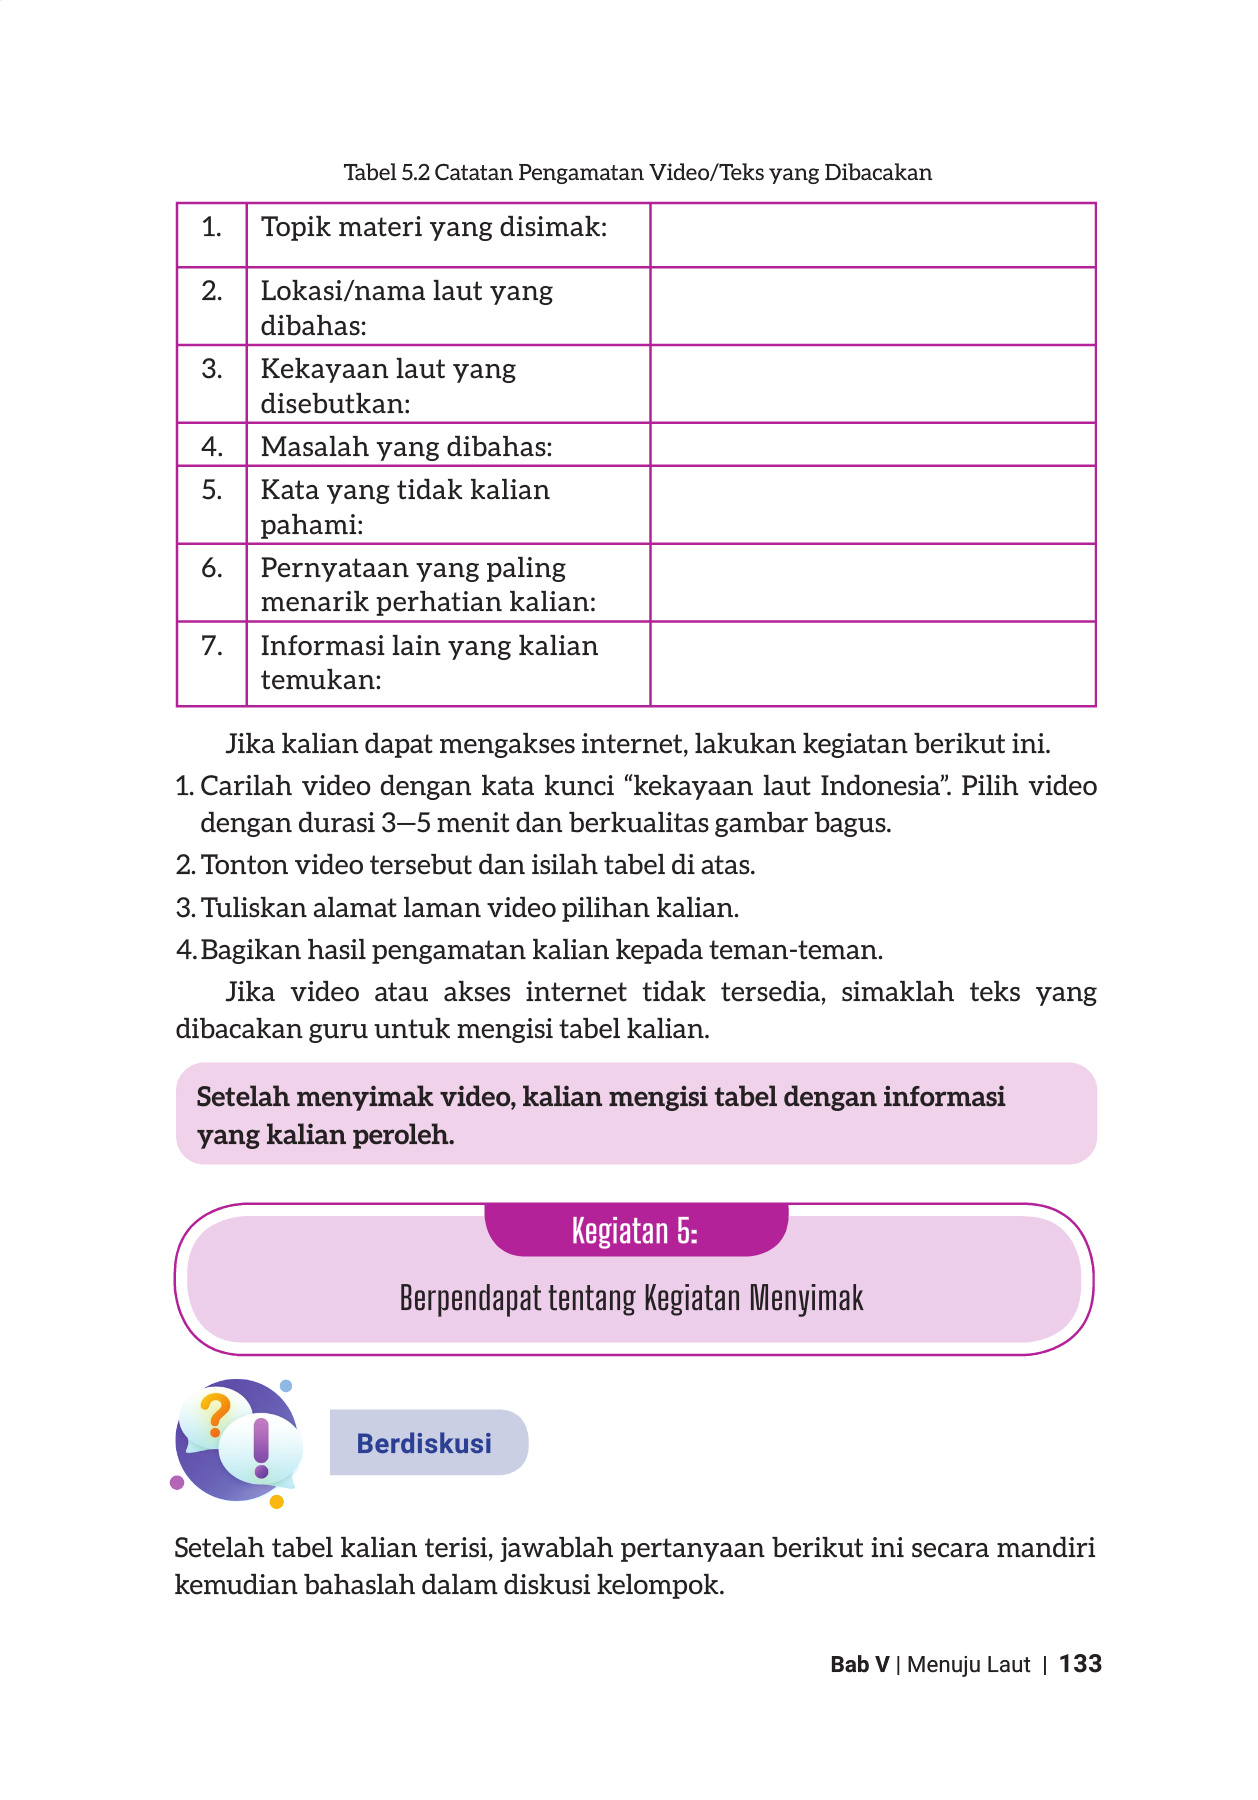 Tabel 5.2 Catatan Pengamatan Video/Teks yang Dibacakan
1. Topik materi yang disimak:
2. Lokasi/nama laut yang
dibahas:
3. Kekayaan laut yang
disebutkan:
4. Masalah yang dibahas:
5. Kata yang tidak kalian
pahami:
6. Pernyataan yang paling
menarik perhatian kalian:
7. Informasi lain yang kalian
temukan:
Jika kalian dapat mengakses internet, lakukan kegiatan berikut ini.
1. Carilah video dengan kata kunci “kekayaan laut Indonesia”. Pilih video
dengan durasi 3—5 menit dan berkualitas gambar bagus.
2. Tonton video tersebut dan isilah tabel di atas.
3. Tuliskan alamat laman video pilihan kalian.
4. Bagikan hasil pengamatan kalian kepada teman-teman.
Jika video atau akses internet tidak tersedia, simaklah teks yang
dibacakan guru untuk mengisi tabel kalian.
Setelah menyimak video, kalian mengisi tabel dengan informasi
yang kalian peroleh.
Kegiatan 5:
Berpendapat tentang Kegiatan Menyimak
? !
Berdiskusi
Setelah tabel kalian terisi, jawablah pertanyaan berikut ini secara mandiri
kemudian bahaslah dalam diskusi kelompok.
Bab V | Menuju Laut | 133